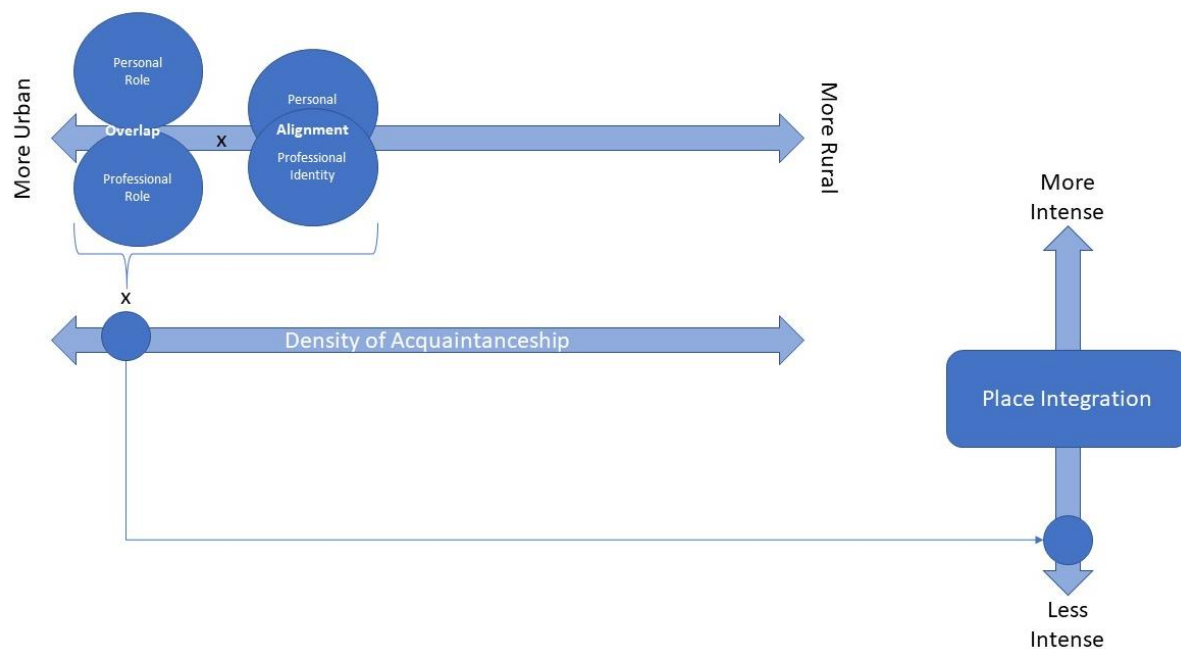 More Urban
Personal
Role
Overlap
Professional
Role
x
Personal
Alignment
Professional
Identity
More Rural
x
Density of Acquaintanceship
More
Intense
Place Integration
Less
Intense